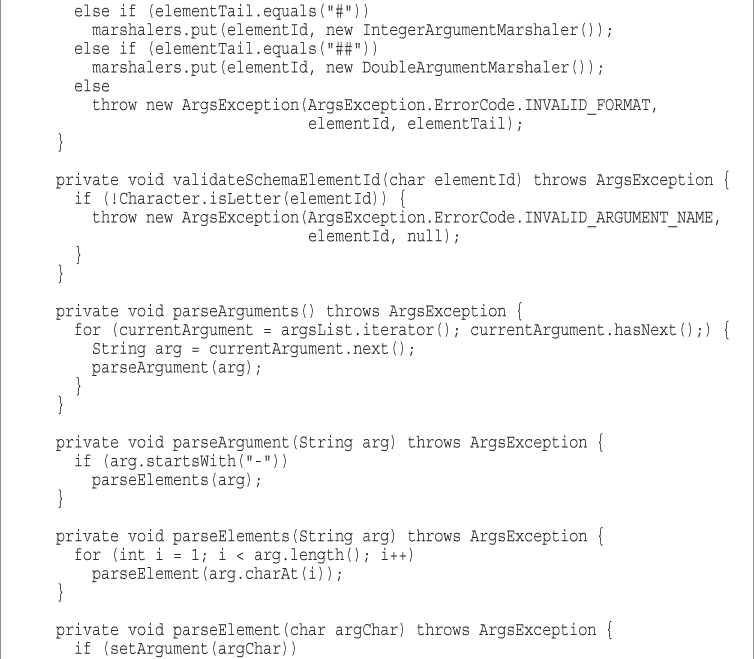 else if (elementTail.equals("#"))
marshalers.put(elementId, new IntegerArgumentMarshaler());
else if (elementTail.equals("##"))
marshalers.put(elementId, new DoubleArgumentMarshaler());
else
throw new ArgsException(ArgsException.ErrorCode.INVALID_FORMAT,
elementId, elementTail);
}
private void validateSchemaElementId(char elementId) throws ArgsException {
if (!Character.isLetter(elementId)) {
throw new ArgsException(ArgsException.ErrorCode.INVALID_ARGUMENT_NAME,
elementId, null);
}
}
private void parseArguments() throws ArgsException {
for (currentArgument = argsList.iterator(); currentArgument.hasNext();) {
String arg = currentArgument.next();
parseArgument(arg);
}
}
private void parseArgument(String arg) throws ArgsException {
if (arg.startsWith("-"))
parseElements(arg);
}
private void parseElements(String arg) throws ArgsException {
for (int i = 1; i < arg.length(); i++)
parseElement(arg.charAt(i));
}
private void parseElement(char argChar) throws ArgsException {
if (setArgument(argChar))